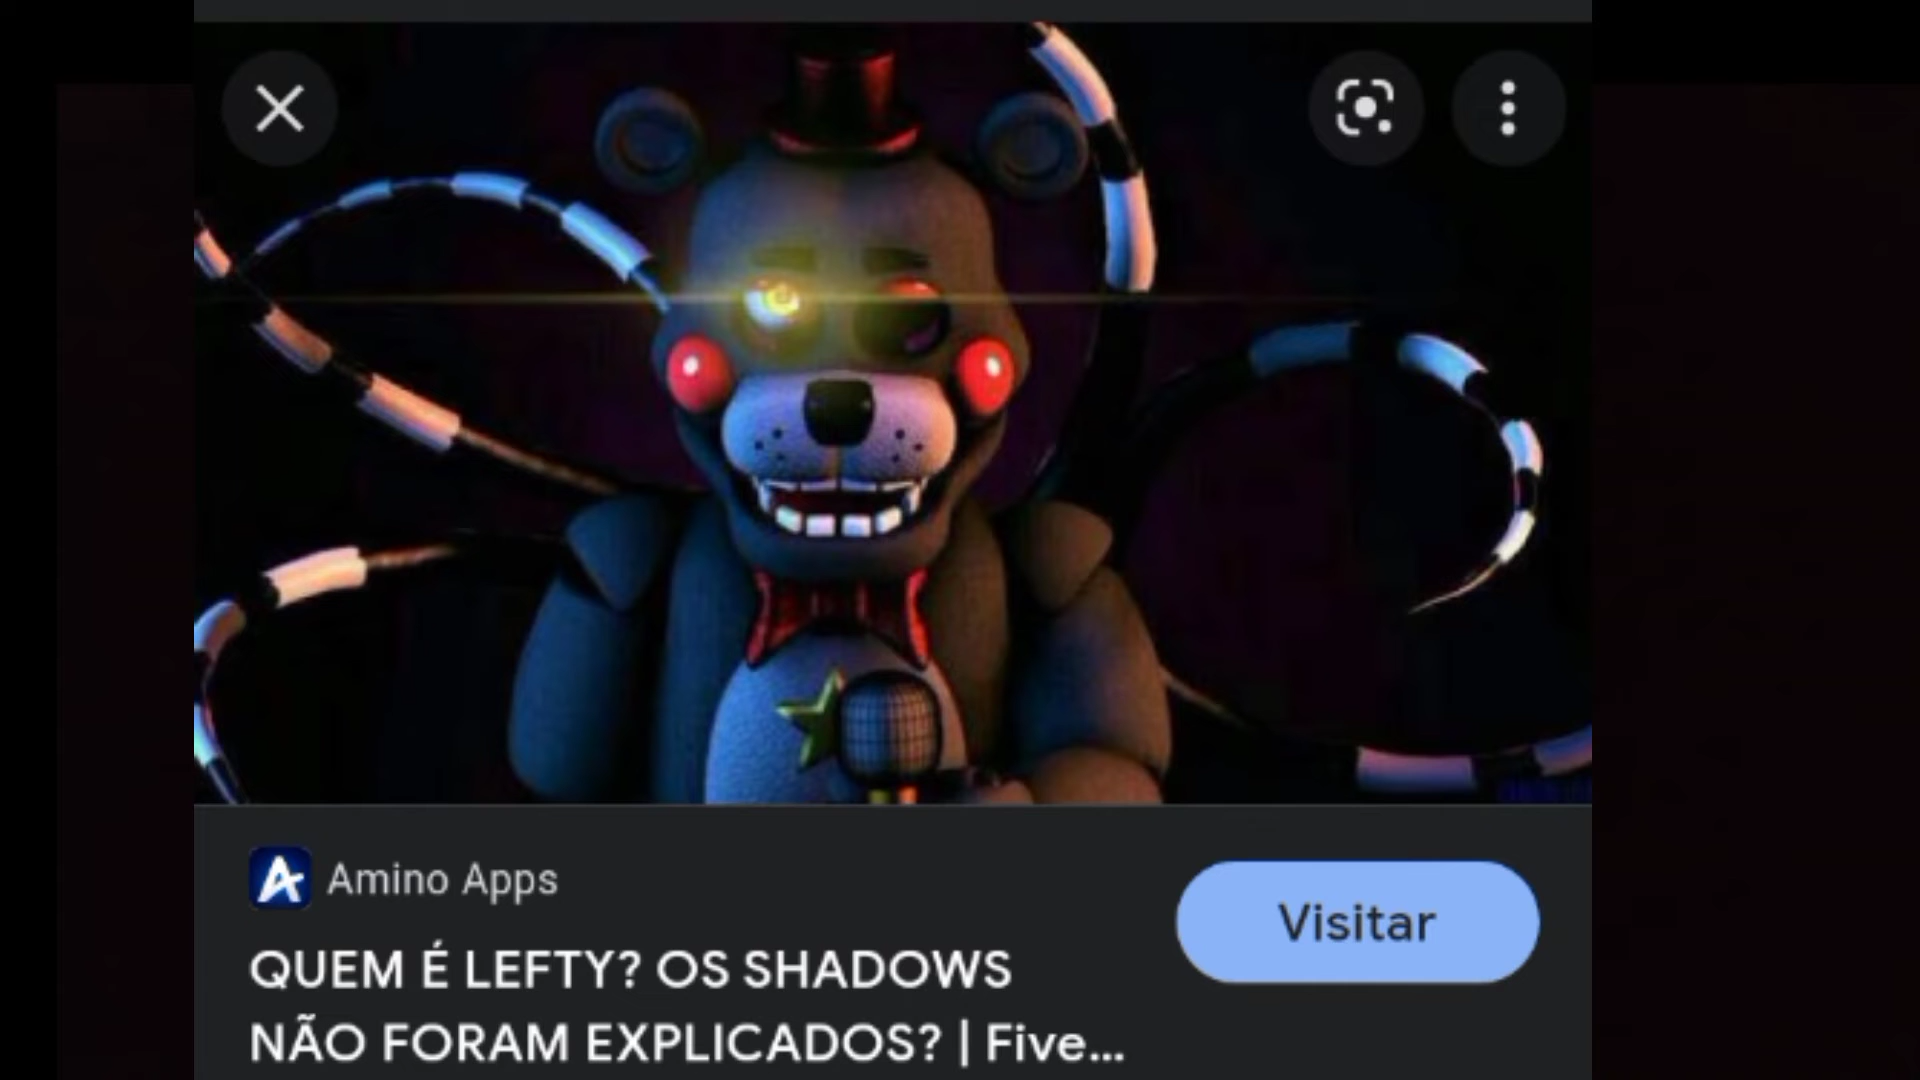 Amino Apps
Visitar
QUEM É LEFTY? OS SHADOWS
NÃO FORAM EXPLICADOS? | Five...